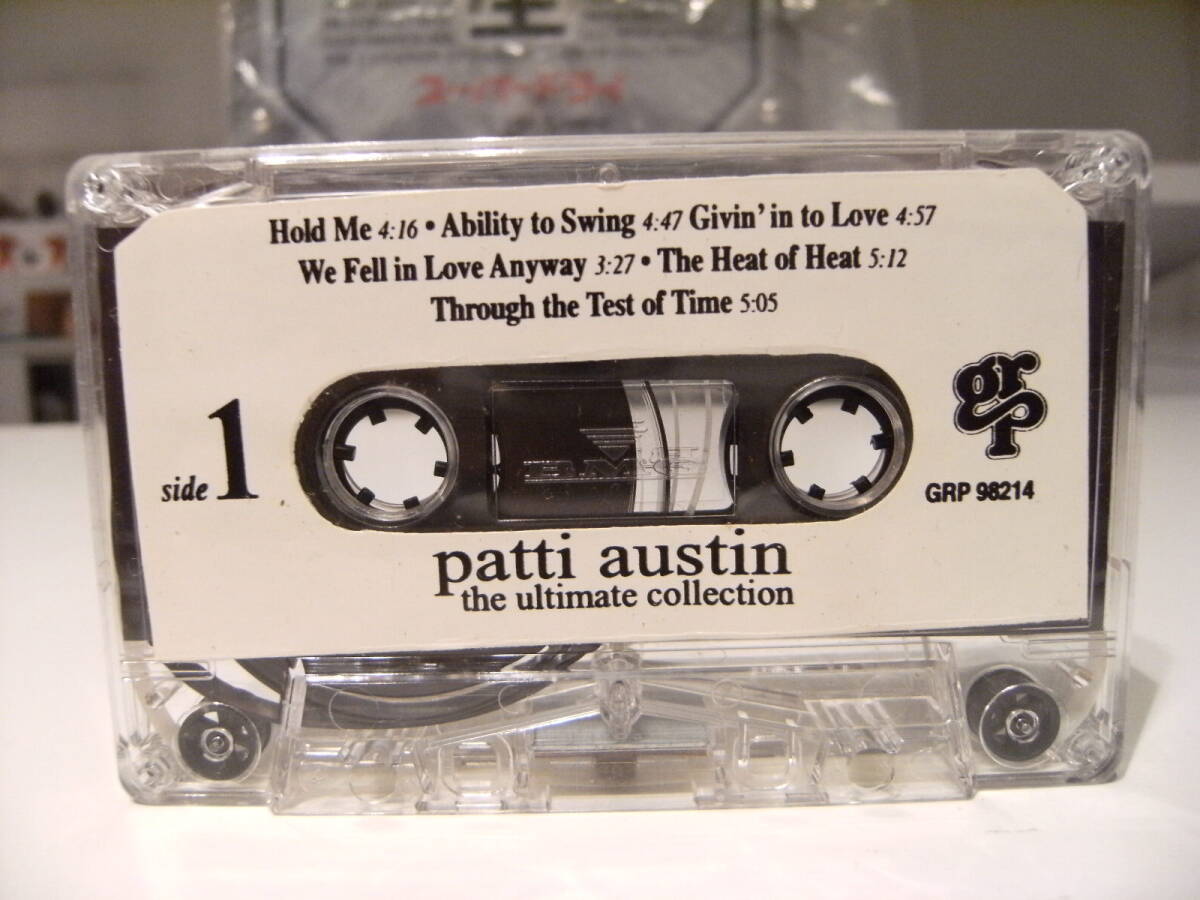 Hold Me 4:16 • Ability to Swing 4:47 Givin' in to Love 4:57
We Fell in Love Anyway 3:27 • The Heat of Heat 5:12
Through the Test of Time 5:05
side 1
grp
GRP 98214
patti austin
the ultimate collection